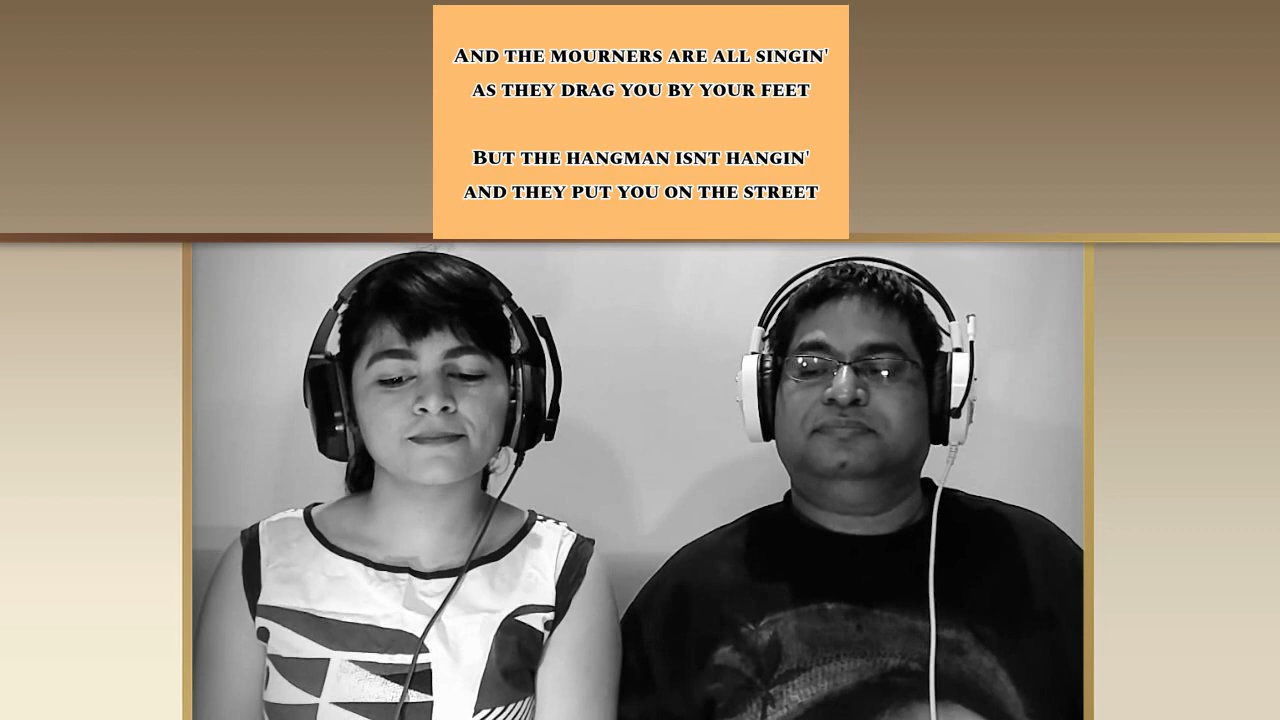 And the mourners are all singin'
as they drag you by your feet
But the hangman isnt hangin'
and they put you on the street